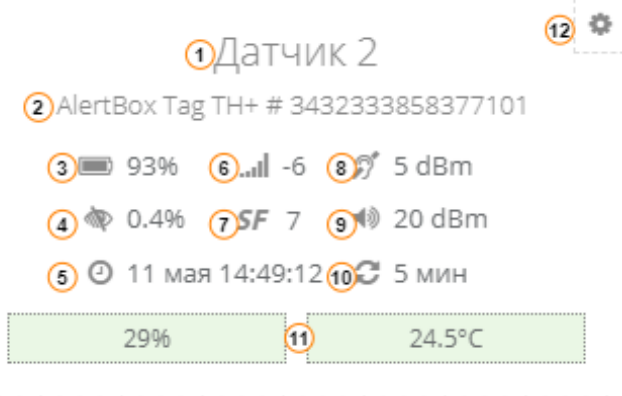 12
1 Датчик 2
2 AlertBox Tag TH+ # 3432333858377101
3 93% 6 -6 8 5 dBm
4 0.4% 7 SF 7 9 20 dBm
5 11 мая 14:49:12 10 5 мин
29% 11 24.5°C